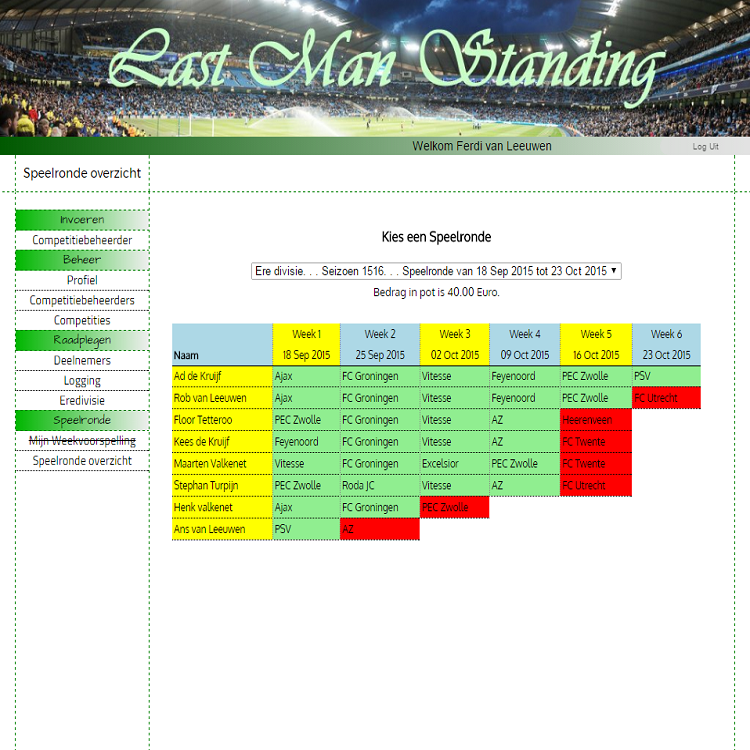 Last Man Standing
Welkom Ferdi van Leeuwen Log Uit
Speelronde overzicht
Invoeren
Competitiebeheerder
Beheer
Profiel
Competitiebeheerders
Competities
Raadplegen
Deelnemers
Logging
Eredivisie
Speelronde
Mijn Weekvoorspelling
Speelronde overzicht
Kies een Speelronde
Ere divisie. . . Seizoen 1516. . . Speelronde van 18 Sep 2015 tot 23 Oct 2015 ▼
Bedrag in pot is 40.00 Euro.
Week 1 Week 2 Week 3 Week 4 Week 5 Week 6
Naam 18 Sep 2015 25 Sep 2015 02 Oct 2015 09 Oct 2015 16 Oct 2015 23 Oct 2015
Ad de Kruijf Ajax FC Groningen Vitesse Feyenoord PEC Zwolle PSV
Rob van Leeuwen Ajax FC Groningen Vitesse Feyenoord PEC Zwolle FC Utrecht
Floor Tetteroo PEC Zwolle FC Groningen Vitesse AZ Heerenveen
Kees de Kruijf Feyenoord FC Groningen Vitesse AZ FC Twente
Maarten Valkenet Vitesse FC Groningen Excelsior PEC Zwolle FC Twente
Stephan Turpijn PEC Zwolle Roda JC Vitesse AZ FC Utrecht
Henk valkenet Ajax FC Groningen PEC Zwolle
Ans van Leeuwen PSV AZ